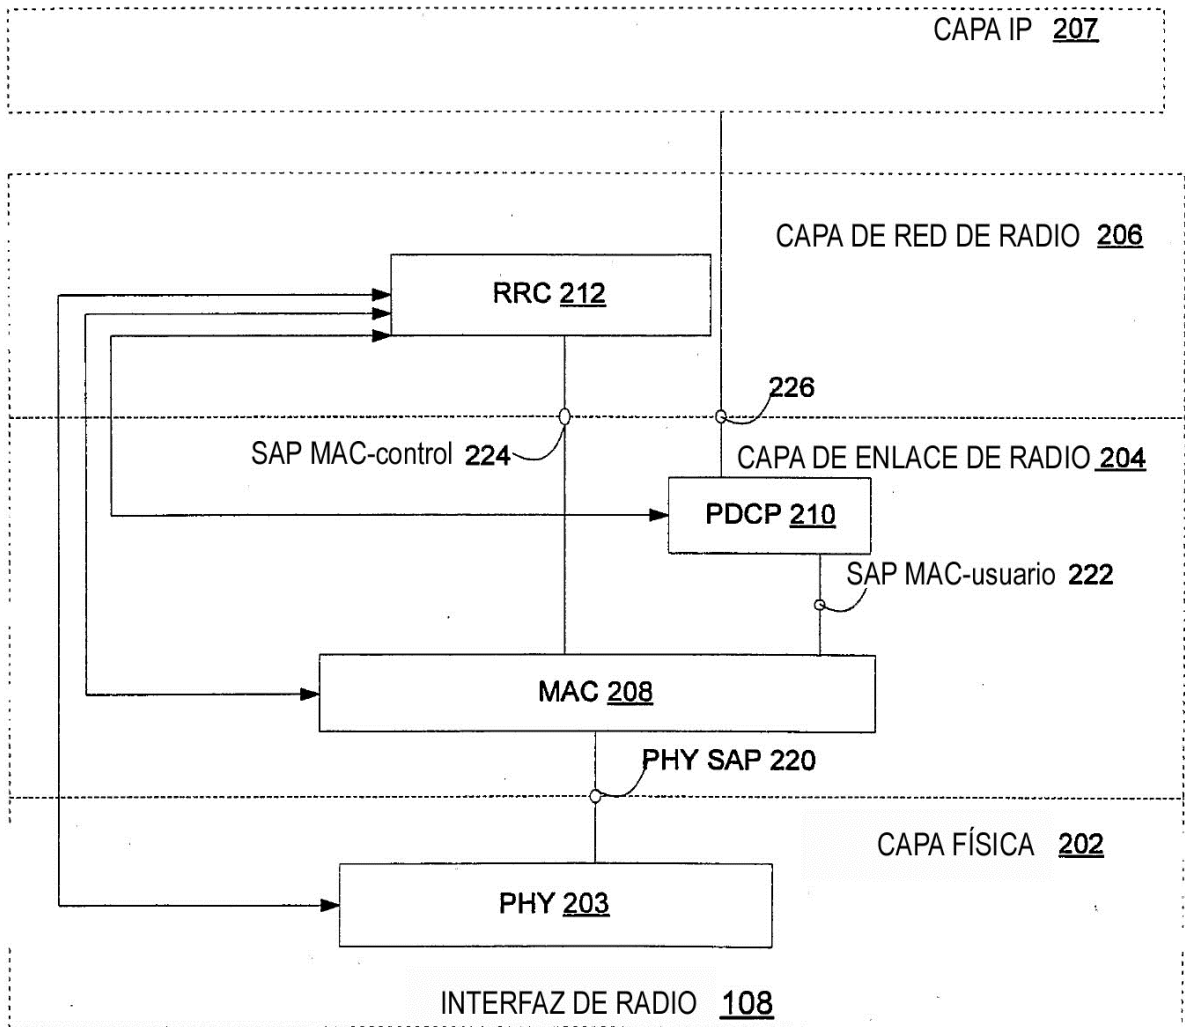 CAPA IP 207
CAPA DE RED DE RADIO 206
RRC 212
226
SAP MAC-control 224
CAPA DE ENLACE DE RADIO 204
PDCP 210
SAP MAC-usuario 222
MAC 208
PHY SAP 220
CAPA FÍSICA 202
PHY 203
INTERFAZ DE RADIO 108